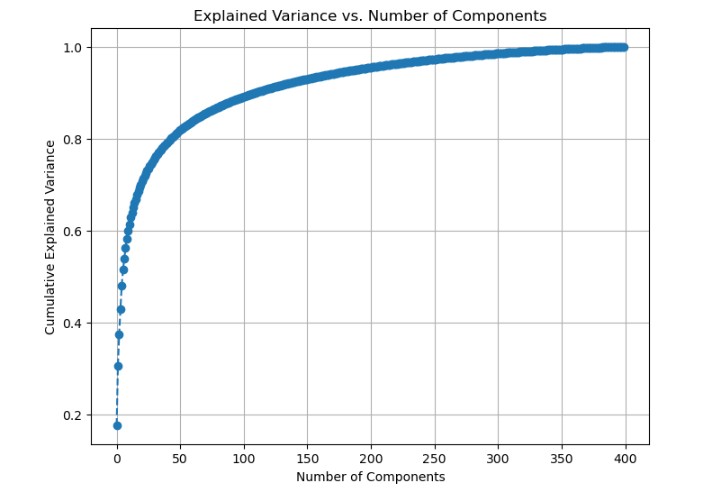 Explained Variance vs. Number of Components
1.0
0.8
0.6
0.4
0.2
Cumulative Explained Variance
0 50 100 150 200 250 300 350 400
Number of Components